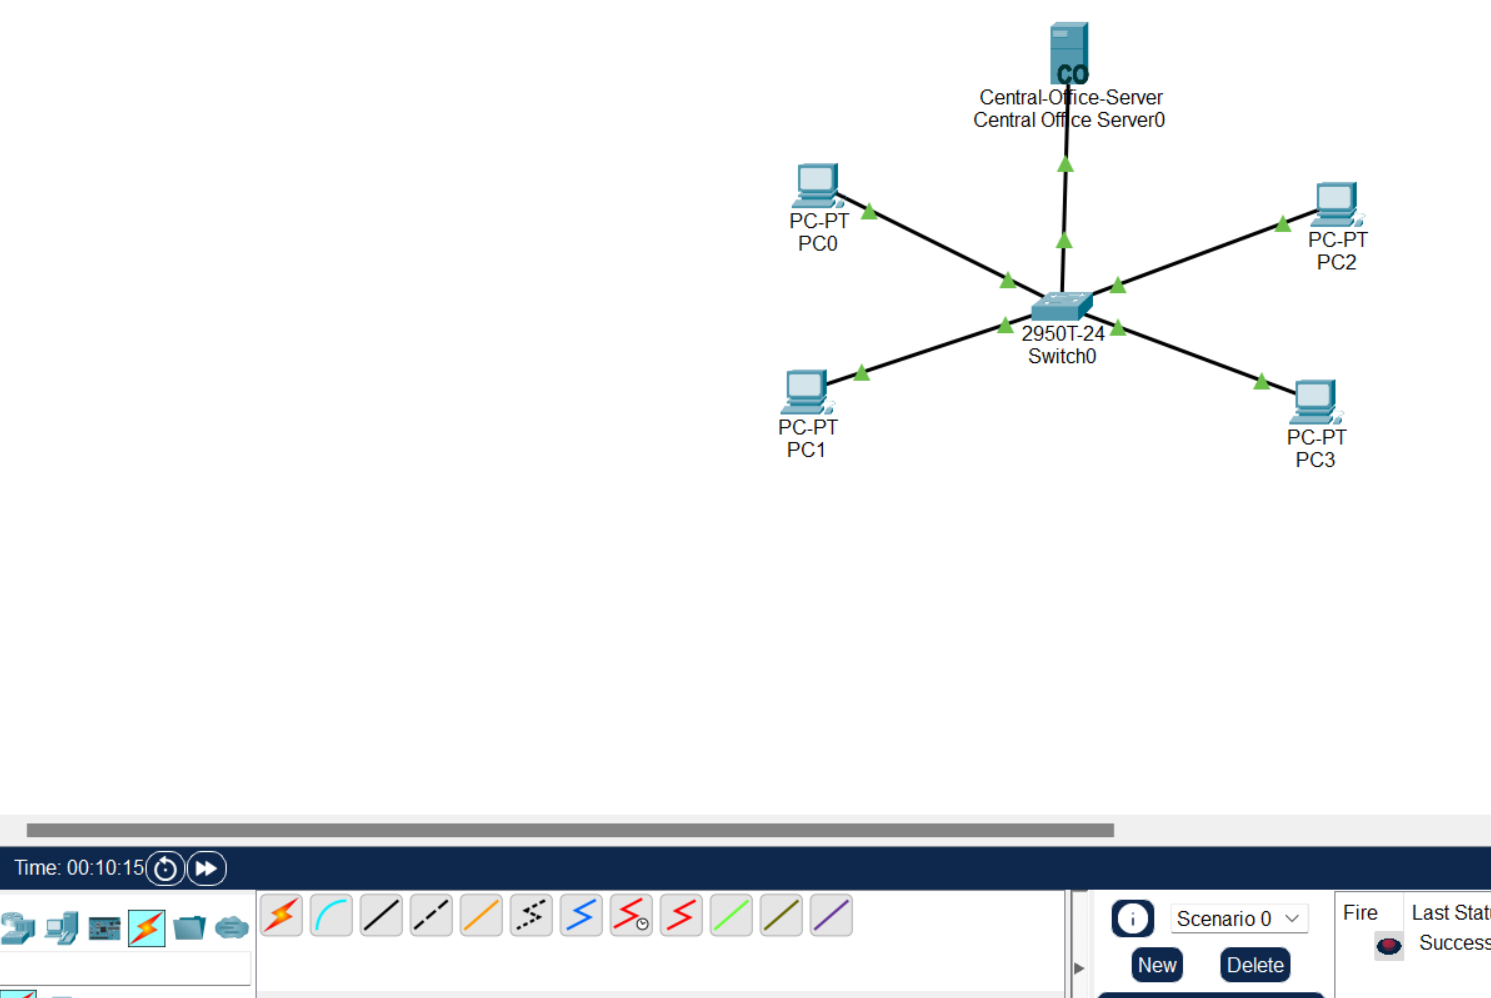 CO
Central-Office-Server
Central Office Server0
PC-PT
PC0
PC-PT
PC2
2950T-24
Switch0
PC-PT
PC1
PC-PT
PC3
Time: 00:10:15
Scenario 0
New
Delete
Fire
Last Stat
Success